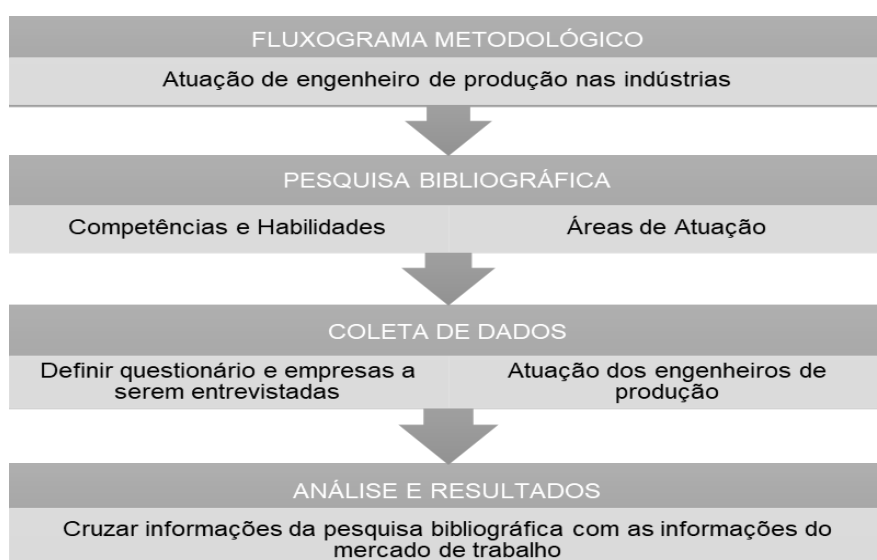 FLUXOGRAMA METODOLÓGICO
Atuação de engenheiro de produção nas indústrias
PESQUISA BIBLIOGRÁFICA
Competências e Habilidades
Áreas de Atuação
COLETA DE DADOS
Definir questionário e empresas a
serem entrevistadas
Atuação dos engenheiros de
produção
ANÁLISE E RESULTADOS
Cruzar informações da pesquisa bibliográfica com as informações do
mercado de trabalho